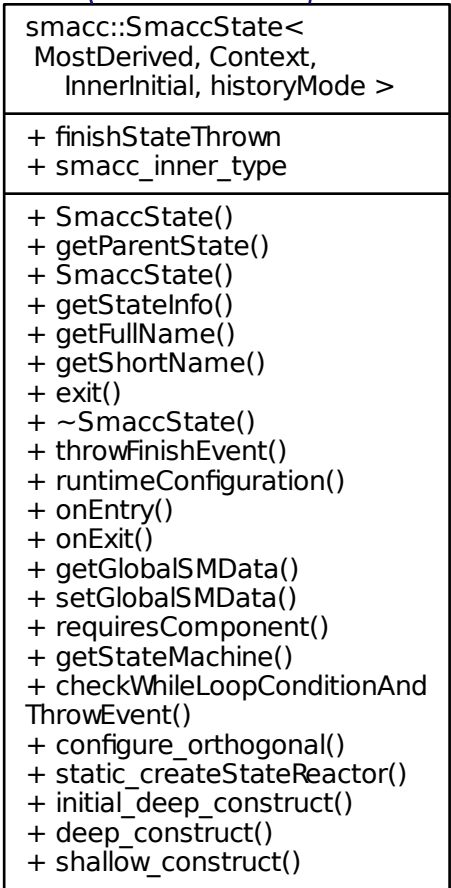 smacc::SmaccState<
MostDerived, Context,
InnerInitial, historyMode >
+ finishStateThrown
+ smacc_inner_type
+ SmaccState()
+ getParentState()
+ SmaccState()
+ getStateInfo()
+ getFullName()
+ getShortName()
+ exit()
+ ~SmaccState()
+ throwFinishEvent()
+ runtimeConfiguration()
+ onEntry()
+ onExit()
+ getGlobalSMData()
+ setGlobalSMData()
+ requiresComponent()
+ getStateMachine()
+ checkWhileLoopConditionAnd
ThrowEvent()
+ configure_orthogonal()
+ static_createStateReactor()
+ initial_deep_construct()
+ deep_construct()
+ shallow_construct()